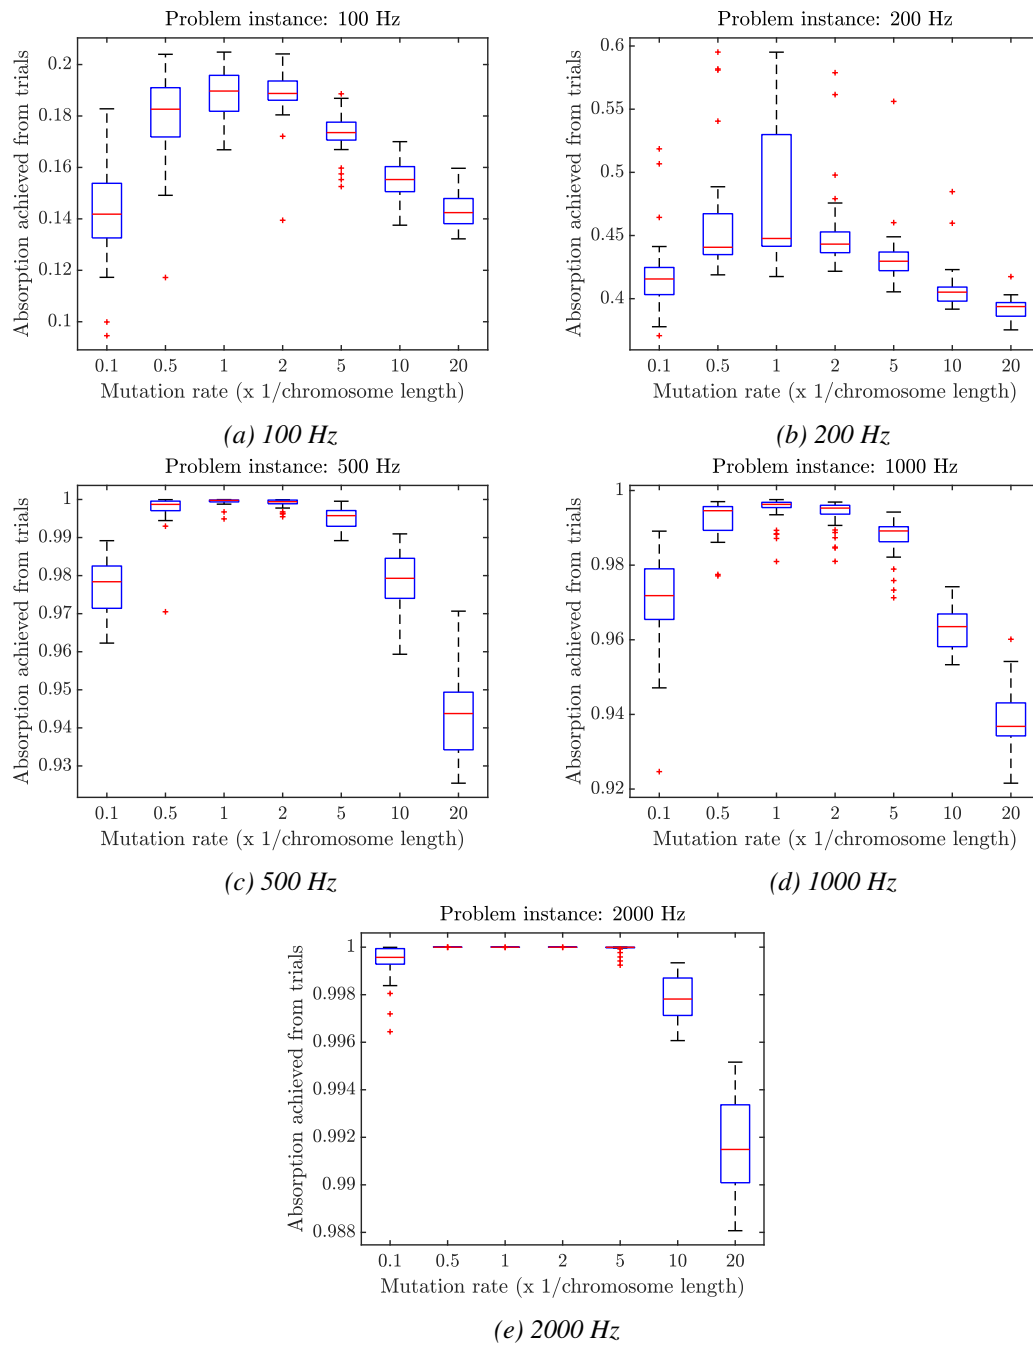 Problem instance: 100 Hz
Absorption achieved from trials
0.2
0.18
0.16
0.14
0.12
0.1
0.1 0.5 1 2 5 10 20
Mutation rate (x 1/chromosome length)
(a) 100 Hz
Problem instance: 200 Hz
Absorption achieved from trials
0.6
0.55
0.5
0.45
0.4
0.1 0.5 1 2 5 10 20
Mutation rate (x 1/chromosome length)
(b) 200 Hz
Problem instance: 500 Hz
Absorption achieved from trials
1
0.99
0.98
0.97
0.96
0.95
0.94
0.93
0.1 0.5 1 2 5 10 20
Mutation rate (x 1/chromosome length)
(c) 500 Hz
Problem instance: 1000 Hz
Absorption achieved from trials
1
0.98
0.96
0.94
0.92
0.1 0.5 1 2 5 10 20
Mutation rate (x 1/chromosome length)
(d) 1000 Hz
Problem instance: 2000 Hz
Absorption achieved from trials
1
0.998
0.996
0.994
0.992
0.99
0.988
0.1 0.5 1 2 5 10 20
Mutation rate (x 1/chromosome length)
(e) 2000 Hz